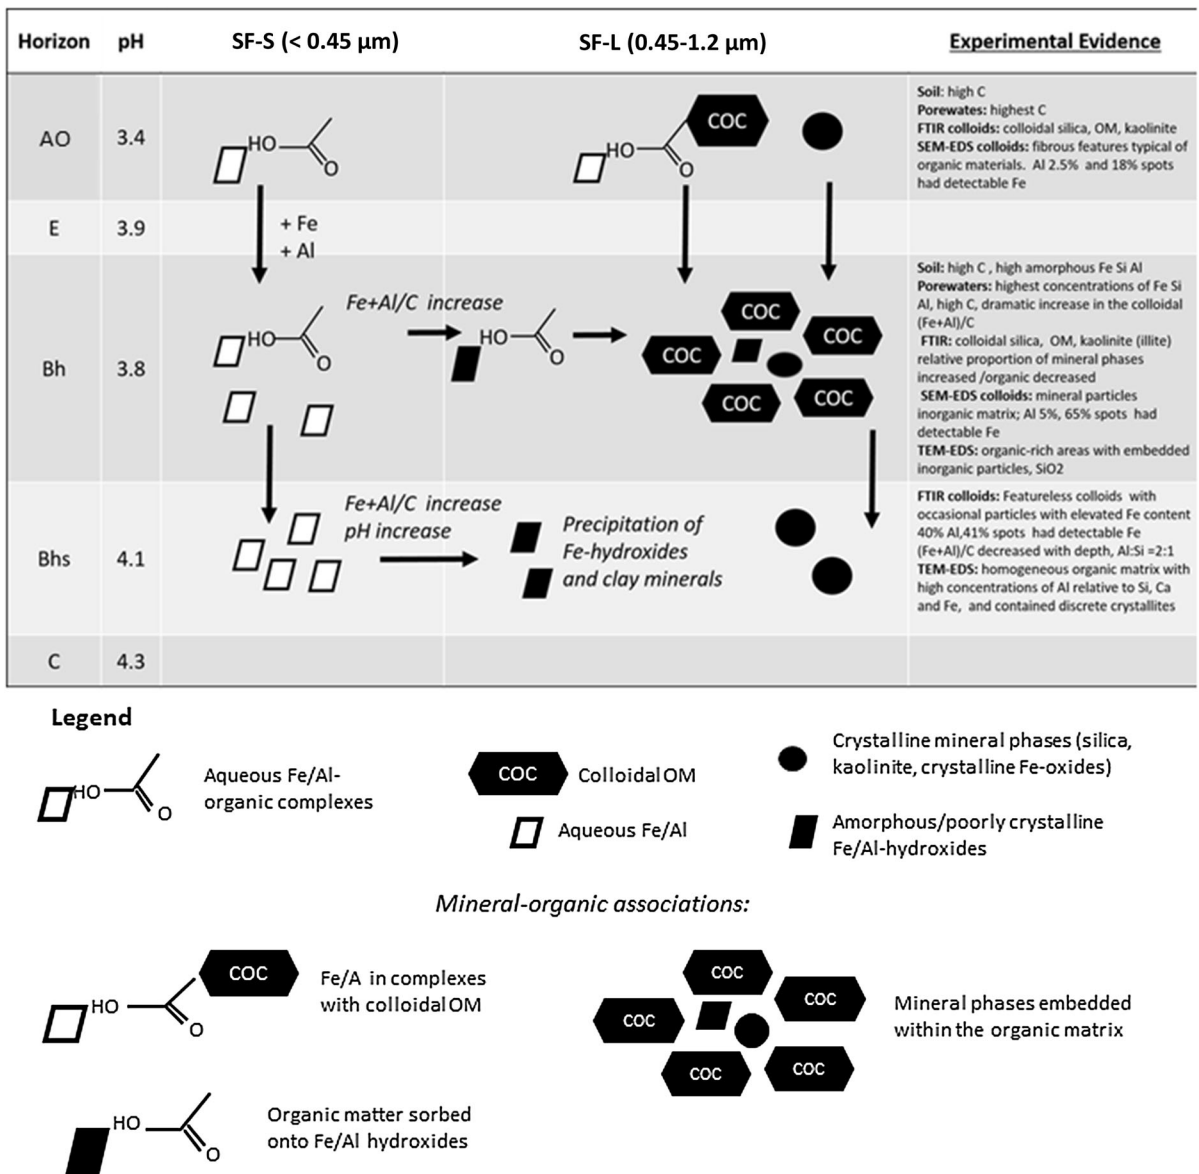 Horizon pH SF-S (< 0.45 µm) SF-L (0.45-1.2 µm) Experimental Evidence
AO 3.4
HO
O
HO
O
COC
Soil: high C
Porewates: highest C
FTIR colloids: colloidal silica, OM, kaolinite
SEM-EDS colloids: fibrous features typical of
organic materials. Al 2.5% and 18% spots
had detectable Fe
E 3.9
+ Fe
+ Al
Bh 3.8
HO
O
Fe+Al/C increase
HO
O
COC
COC
COC
COC
COC
Soil: high C , high amorphous Fe Si Al
Porewaters: highest concentrations of Fe Si
Al, high C, dramatic increase in the colloidal
(Fe+Al)/C
FTIR: colloidal silica, OM, kaolinite (illite)
relative proportion of mineral phases
increased /organic decreased
SEM-EDS colloids: mineral particles
inorganic matrix; Al 5%, 65% spots had
detectable Fe
TEM-EDS: organic-rich areas with embedded
inorganic particles, SiO2
Bhs 4.1
Fe+Al/C increase
pH increase
Precipitation of
Fe-hydroxides
and clay minerals
FTIR colloids: Featureless colloids with
occasional particles with elevated Fe content
40% Al,41% spots had detectable Fe
(Fe+Al)/C decreased with depth, Al:Si =2:1
TEM-EDS: homogeneous organic matrix with
high concentrations of Al relative to Si, Ca
and Fe, and contained discrete crystallites
C 4.3
Legend
HO
O
Aqueous Fe/Al-
organic complexes
COC Colloidal OM
Aqueous Fe/Al
Crystalline mineral phases (silica,
kaolinite, crystalline Fe-oxides)
Amorphous/poorly crystalline
Fe/Al-hydroxides
Mineral-organic associations:
HO
O
COC
Fe/A in complexes
with colloidal OM
COC
COC
COC
COC
COC
Mineral phases embedded
within the organic matrix
HO
O
Organic matter sorbed
onto Fe/Al hydroxides